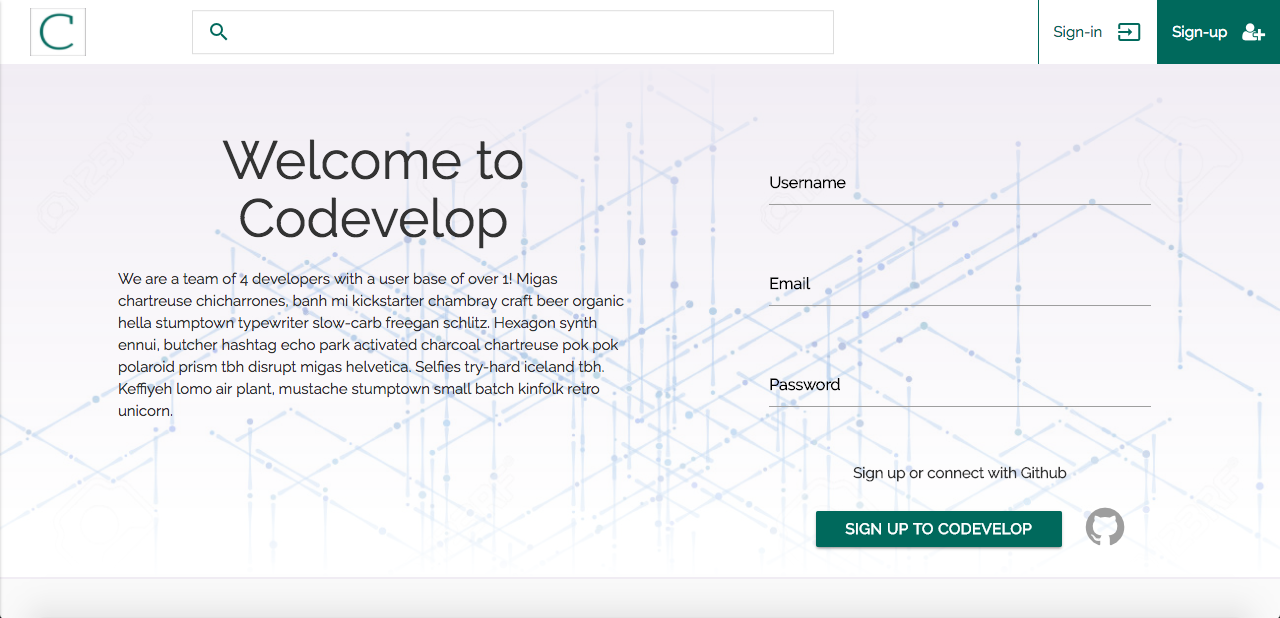 C
Sign-in
Sign-up
Welcome to
Codevelop
We are a team of 4 developers with a user base of over 1! Migas
chartreuse chicharrones, banh mi kickstarter chambray craft beer organic
hella stumptown typewriter slow-carb freegan schlitz. Hexagon synth
ennui, butcher hashtag echo park activated charcoal chartreuse pok pok
polaroid prism tbh disrupt migas helvetica. Selfies try-hard iceland tbh.
Keffiyeh lomo air plant, mustache stumptown small batch kinfolk retro
unicorn.
Username
Email
Password
Sign up or connect with Github
SIGN UP TO CODEVELOP